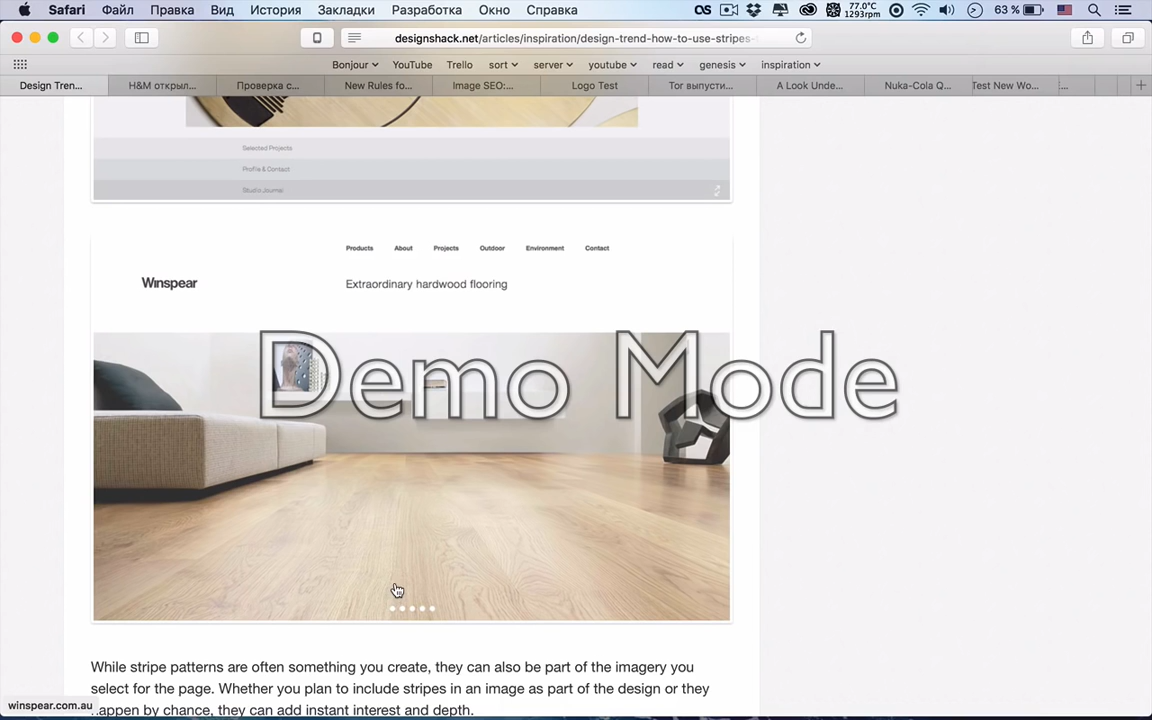 Safari Файл Правка Вид История Закладки Разработка Окно Справка 77.0°C 1293rpm 63 %
designshack.net/articles/inspiration/design-trend-how-to-use-stripes-
Bonjour YouTube Trello sort server youtube read genesis inspiration
Design Tren... H&M открыл... Проверка с... New Rules fo... Image SEO:... Logo Test Tor выпусти... A Look Unde... Nuka-Cola Q... Test New Wo...
Selected Projects
Profile & Contact
Studio Journal
Products About Projects Outdoor Environment Contact
Winspear Extraordinary hardwood flooring
Demo Mode
While stripe patterns are often something you create, they can also be part of the imagery you
select for the page. Whether you plan to include stripes in an image as part of the design or they
happen by chance, they can add instant interest and depth.
winspear.com.au